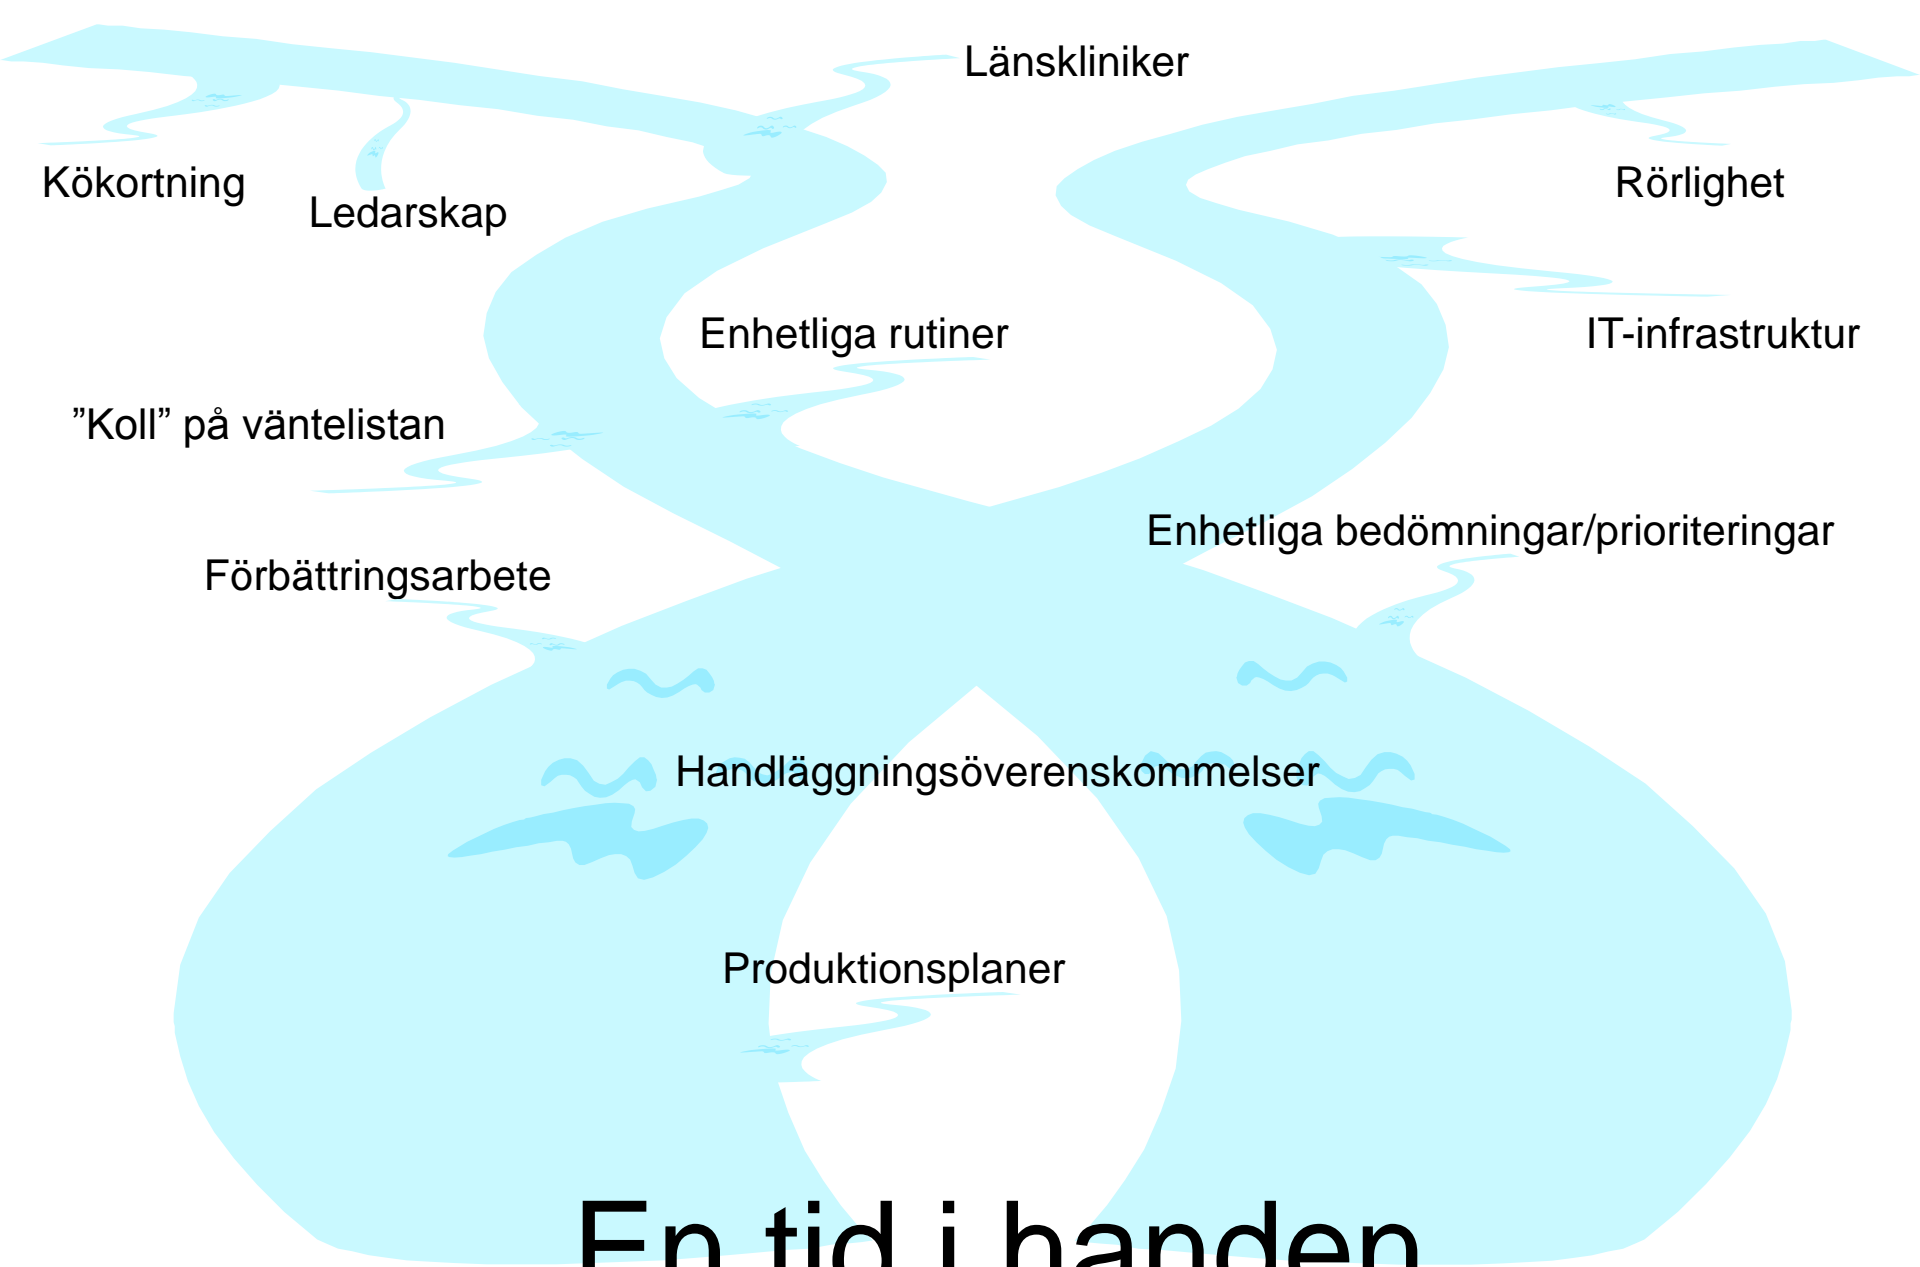 Länskliniker
Kökortning
Rörlighet
Ledarskap
Enhetliga rutiner
IT-infrastruktur
”Koll” på väntelistan
Enhetliga bedömningar/prioriteringar
Förbättringsarbete
Handläggningsöverenskommelser
Produktionsplaner
En tid i handen